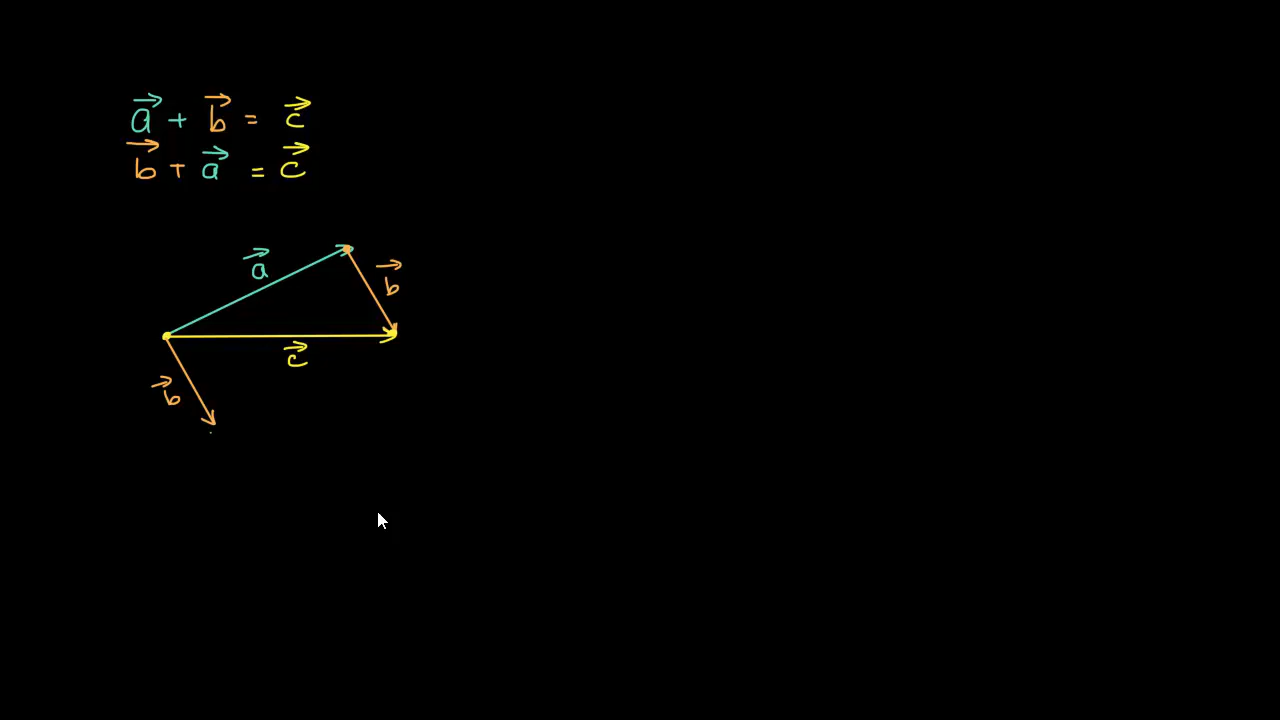 a⃗ + b⃗ = c⃗
b⃗ + a⃗ = c⃗
a⃗
b⃗
c⃗
b⃗